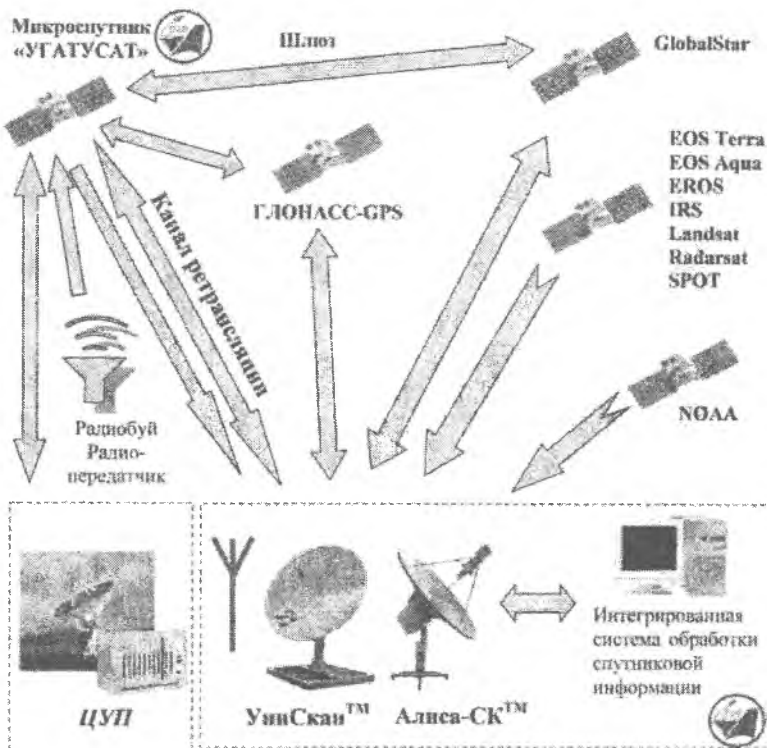 Микроспутник
«УГАТУСАТ»
Шлюз
GlobalStar
EOS Terra
EOS Aqua
EROS
IRS
Landsat
Radarsat
SPOT
ГЛОНАСС-GPS
Канал ретрансляции
NOAA
Радиобуй
Радио-
передатчик
ЦУП
УниСкан™
Алиса-СК™
Интегрированная
система обработки
спутниковой
информации